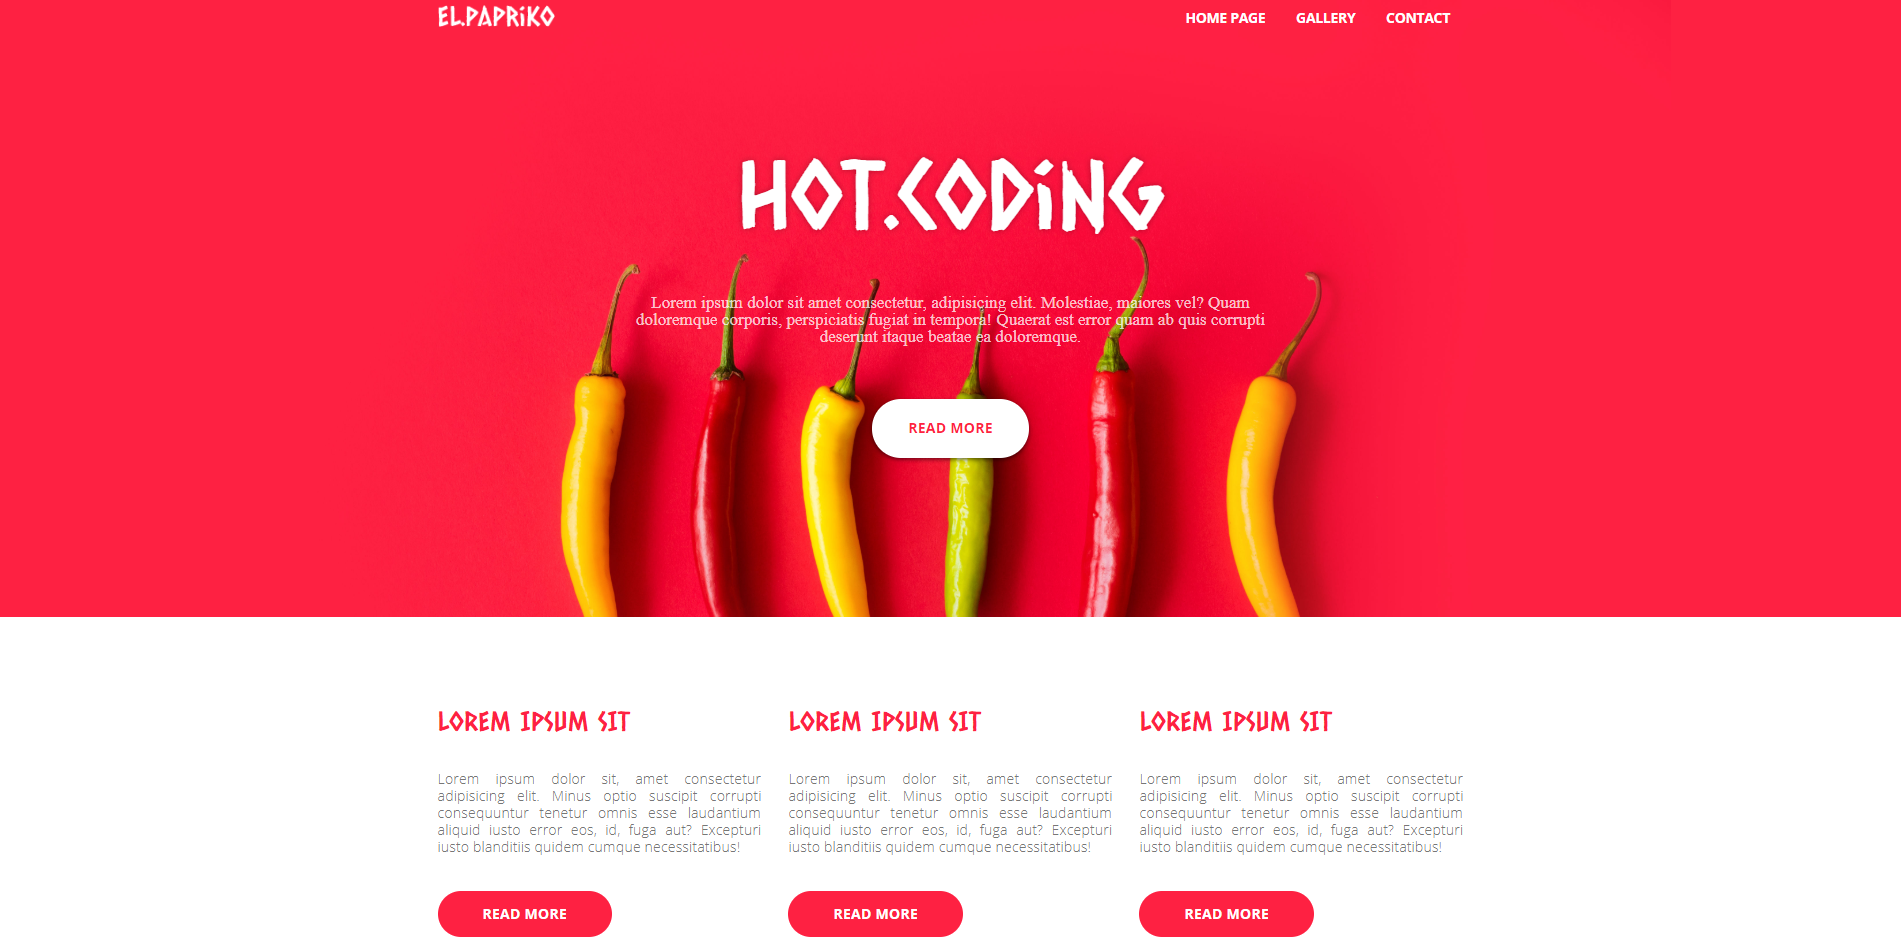 EL.PAPRiKO
HOME PAGE GALLERY CONTACT
HOT.CODiNG
Lorem ipsum dolor sit amet consectetur, adipisicing elit. Molestiae, maiores vel? Quam
doloremque corporis, perspiciatis fugiat in tempora! Quaerat est error quam ab quis corrupti
deserunt itaque beatae ea doloremque.
READ MORE
LOREM IPSUM SIT
Lorem ipsum dolor sit, amet consectetur
adipisicing elit. Minus optio suscipit corrupti
consequuntur tenetur omnis esse laudantium
aliquid iusto error eos, id, fuga aut? Excepturi
iusto blanditiis quidem cumque necessitatibus!
READ MORE
LOREM IPSUM SIT
Lorem ipsum dolor sit, amet consectetur
adipisicing elit. Minus optio suscipit corrupti
consequuntur tenetur omnis esse laudantium
aliquid iusto error eos, id, fuga aut? Excepturi
iusto blanditiis quidem cumque necessitatibus!
READ MORE
LOREM IPSUM SIT
Lorem ipsum dolor sit, amet consectetur
adipisicing elit. Minus optio suscipit corrupti
consequuntur tenetur omnis esse laudantium
aliquid iusto error eos, id, fuga aut? Excepturi
iusto blanditiis quidem cumque necessitatibus!
READ MORE